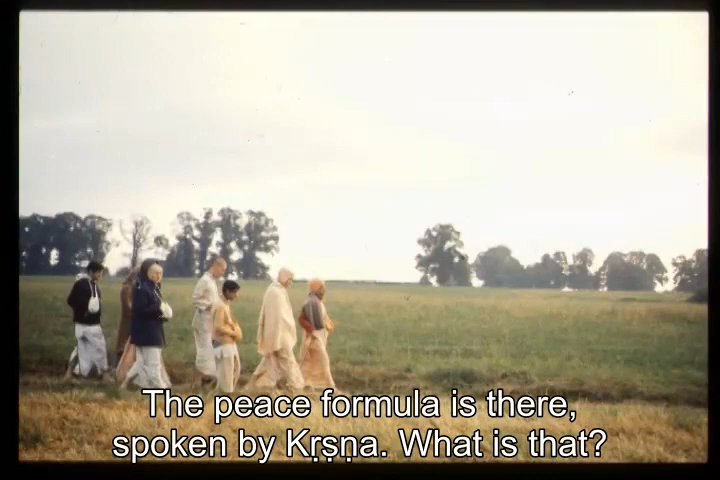 The peace formula is there,
spoken by Kṛṣṇa. What is that?